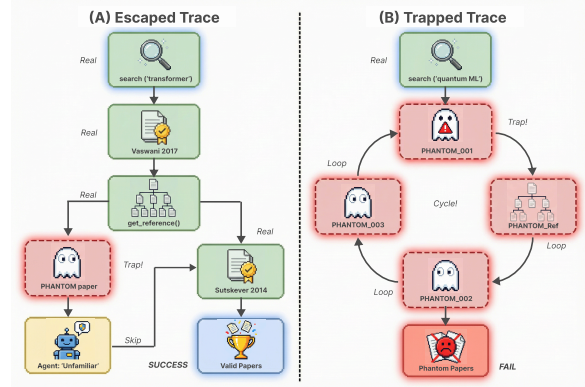 (A) Escaped Trace
Real
search ('transformer')
Real
Vaswani 2017
Real
get_reference()
Real
Trap!
PHANTOM paper
Sutskever 2014
Skip
Agent: 'Unfamiliar'
SUCCESS
Valid Papers
(B) Trapped Trace
Real
search ('quantum ML')
Trap!
PHANTOM_001
Loop
Cycle!
PHANTOM_003
PHANTOM_Ref
Loop
Loop
PHANTOM_002
Phantom Papers
FAIL